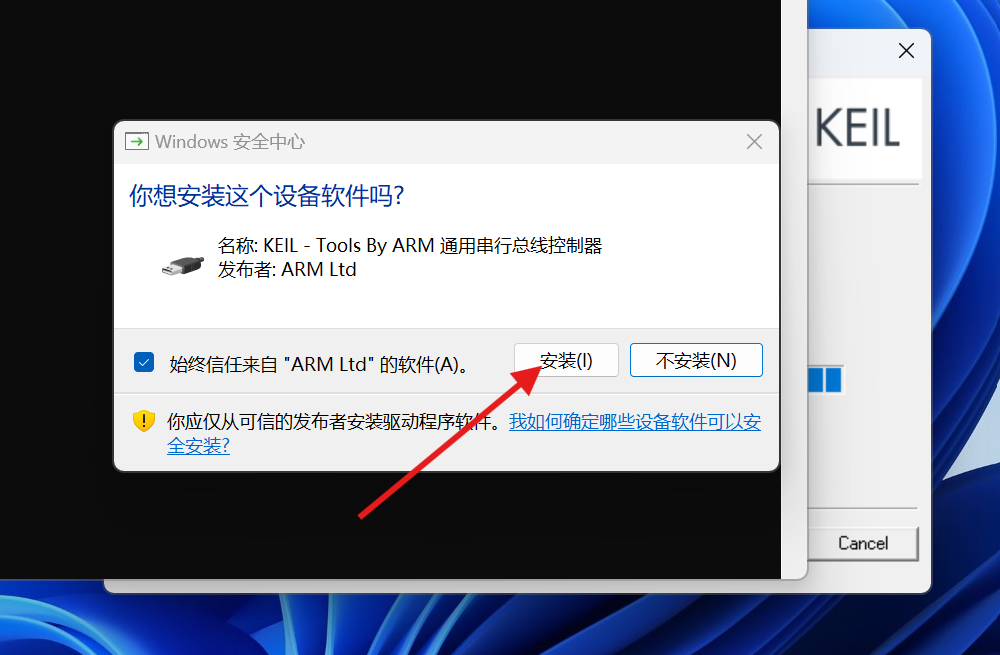 KEIL
Windows 安全中心
你想安装这个设备软件吗?
名称: KEIL - Tools By ARM 通用串行总线控制器
发布者: ARM Ltd
始终信任来自 "ARM Ltd" 的软件(A)。
安装(I)
不安装(N)
你应仅从可信的发布者安装驱动程序软件。我如何确定哪些设备软件可以安
全安装?
Cancel